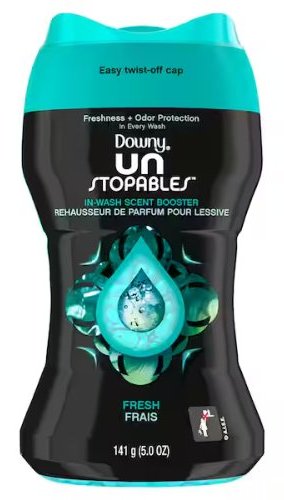 Easy twist-off cap
Freshness + Odor Protection
In Every Wash
Downy®
UN
STOPABLES™
IN-WASH SCENT BOOSTER
REHAUSSEUR DE PARFUM POUR LESSIVE
FRESH
FRAIS
141 g (5.0 OZ)